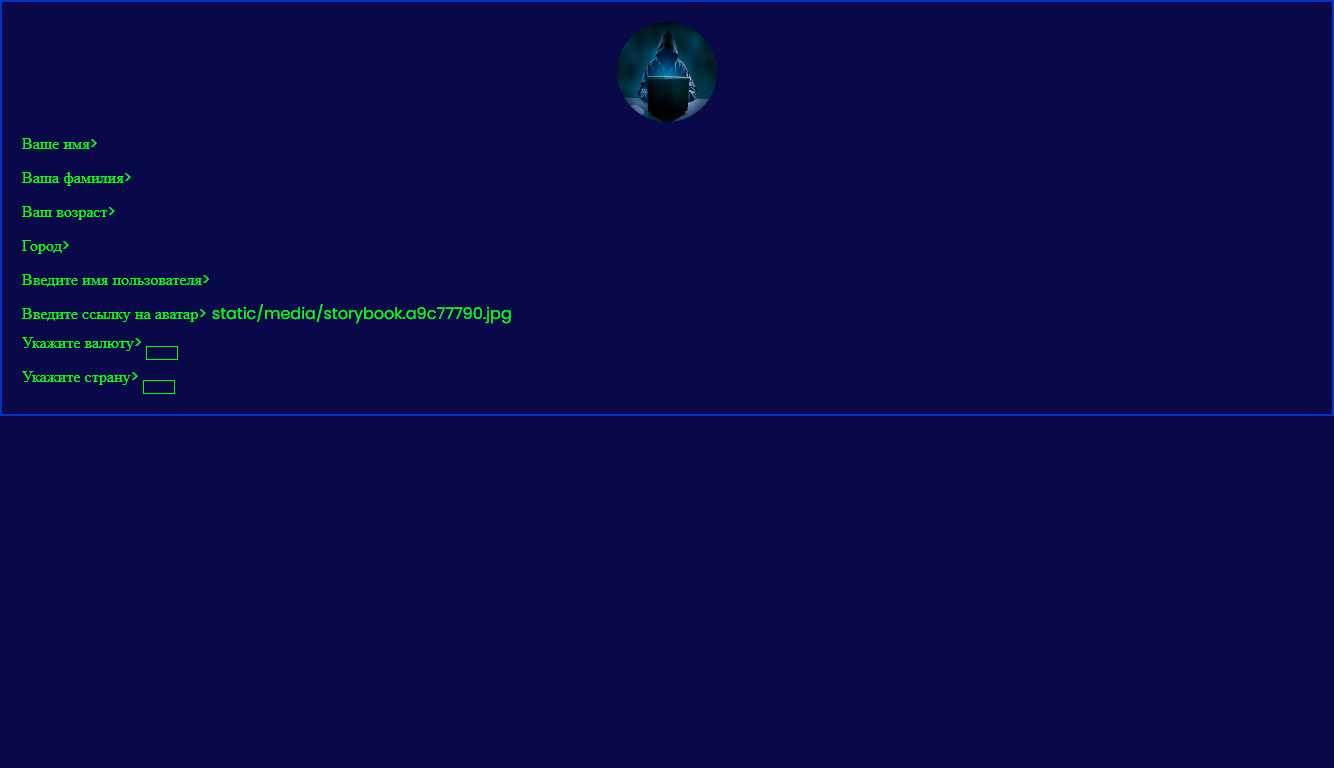 Ваше имя>
Ваша фамилия>
Ваш возраст>
Город>
Введите имя пользователя>
Введите ссылку на аватар> static/media/storybook.a9c77790.jpg
Укажите валюту>
Укажите страну>